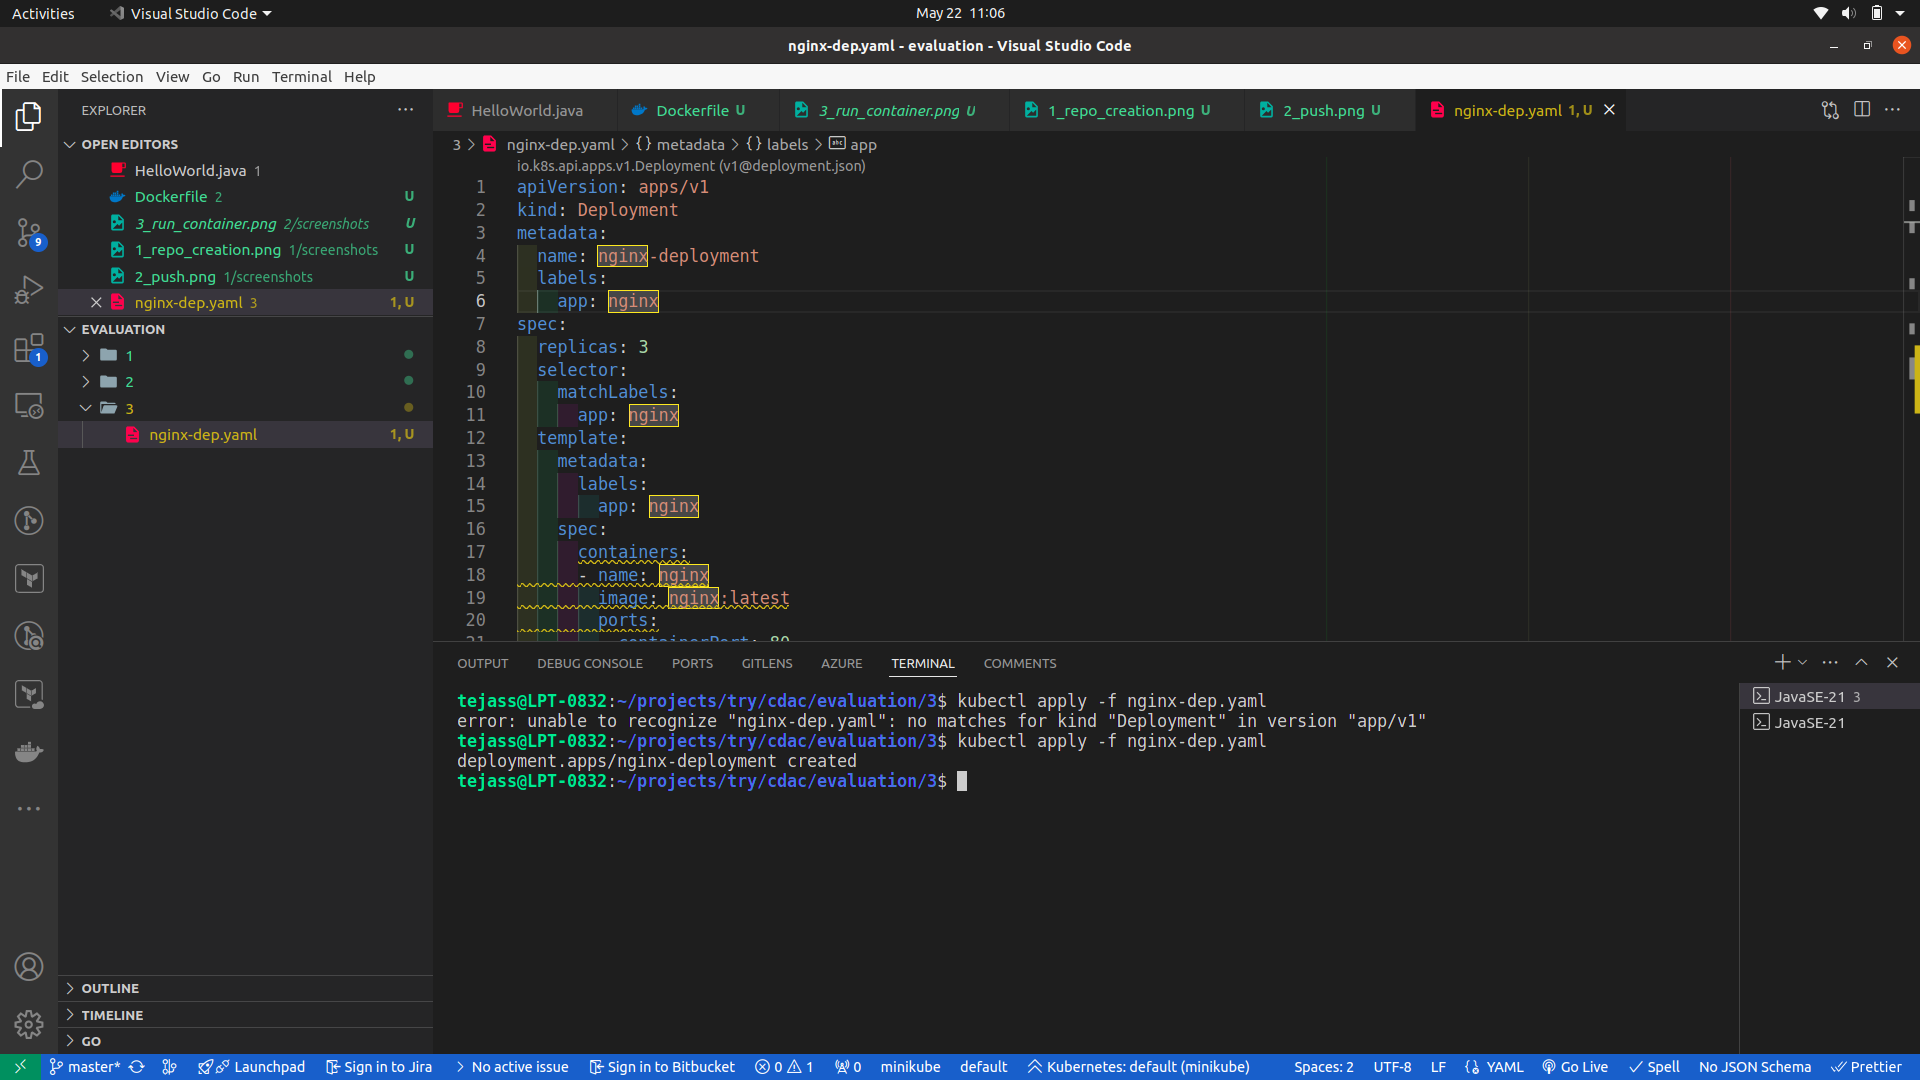 Activities
Visual Studio Code
May 22 11:06
nginx-dep.yaml - evaluation - Visual Studio Code
File Edit Selection View Go Run Terminal Help
EXPLORER
OPEN EDITORS
HelloWorld.java 1
Dockerfile 2 U
3_run_container.png 2/screenshots U
1_repo_creation.png 1/screenshots U
2_push.png 1/screenshots U
nginx-dep.yaml 3 1, U
EVALUATION
1
2
3
nginx-dep.yaml 1, U
OUTLINE
TIMELINE
GO
9
1
HelloWorld.java
Dockerfile U
3_run_container.png U
1_repo_creation.png U
2_push.png U
nginx-dep.yaml 1, U
3 > nginx-dep.yaml > {} metadata > {} labels > abc app
io.k8s.api.apps.v1.Deployment (v1@deployment.json)
1 apiVersion: apps/v1
2 kind: Deployment
3 metadata:
4 name: nginx-deployment
5 labels:
6 app: nginx
7 spec:
8 replicas: 3
9 selector:
10 matchLabels:
11 app: nginx
12 template:
13 metadata:
14 labels:
15 app: nginx
16 spec:
17 containers:
18 - name: nginx
19 image: nginx:latest
20 ports:
21 - containerPort: 80
OUTPUT DEBUG CONSOLE PORTS GITLENS AZURE TERMINAL COMMENTS
tejass@LPT-0832:~/projects/try/cdac/evaluation/3$ kubectl apply -f nginx-dep.yaml
error: unable to recognize "nginx-dep.yaml": no matches for kind "Deployment" in version "app/v1"
tejass@LPT-0832:~/projects/try/cdac/evaluation/3$ kubectl apply -f nginx-dep.yaml
deployment.apps/nginx-deployment created
tejass@LPT-0832:~/projects/try/cdac/evaluation/3$
JavaSE-21 3
JavaSE-21
master* Launchpad Sign in to Jira No active issue Sign in to Bitbucket 0 1 0 minikube default Kubernetes: default (minikube) Spaces: 2 UTF-8 LF YAML Go Live Spell No JSON Schema Prettier